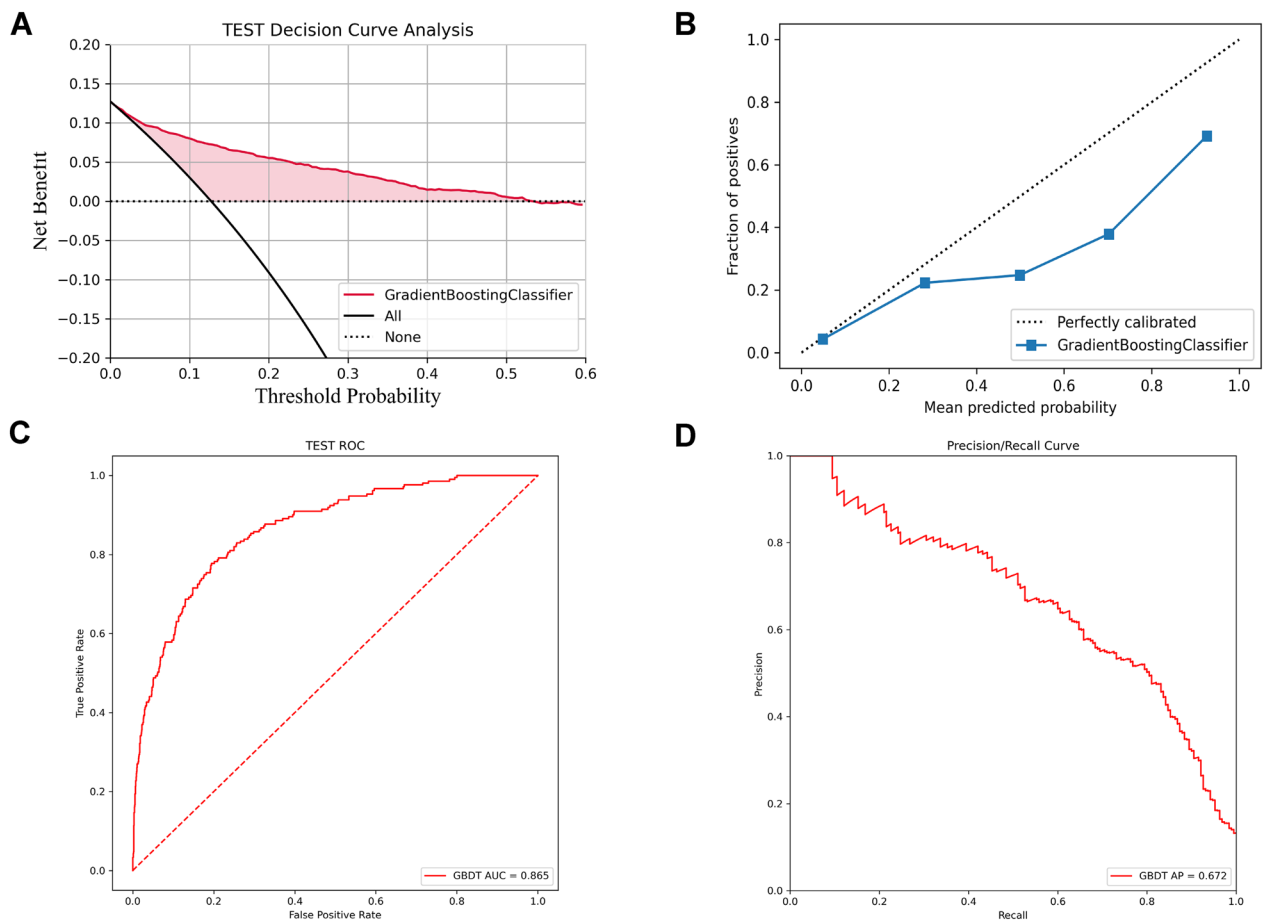 A
TEST Decision Curve Analysis
Net Benefit
0.20
0.15
0.10
0.05
0.00
−0.05
−0.10
−0.15
−0.20
GradientBoostingClassifier
All
None
0.0 0.1 0.2 0.3 0.4 0.5 0.6
Threshold Probability
B
Fraction of positives
1.0
0.8
0.6
0.4
0.2
0.0
Perfectly calibrated
GradientBoostingClassifier
0.0 0.2 0.4 0.6 0.8 1.0
Mean predicted probability
C
TEST ROC
True Positive Rate
1.0
0.8
0.6
0.4
0.2
0.0
GBDT AUC = 0.865
0.0 0.2 0.4 0.6 0.8 1.0
False Positive Rate
D
Precision/Recall Curve
Precision
1.0
0.8
0.6
0.4
0.2
0.0
GBDT AP = 0.672
0.0 0.2 0.4 0.6 0.8 1.0
Recall